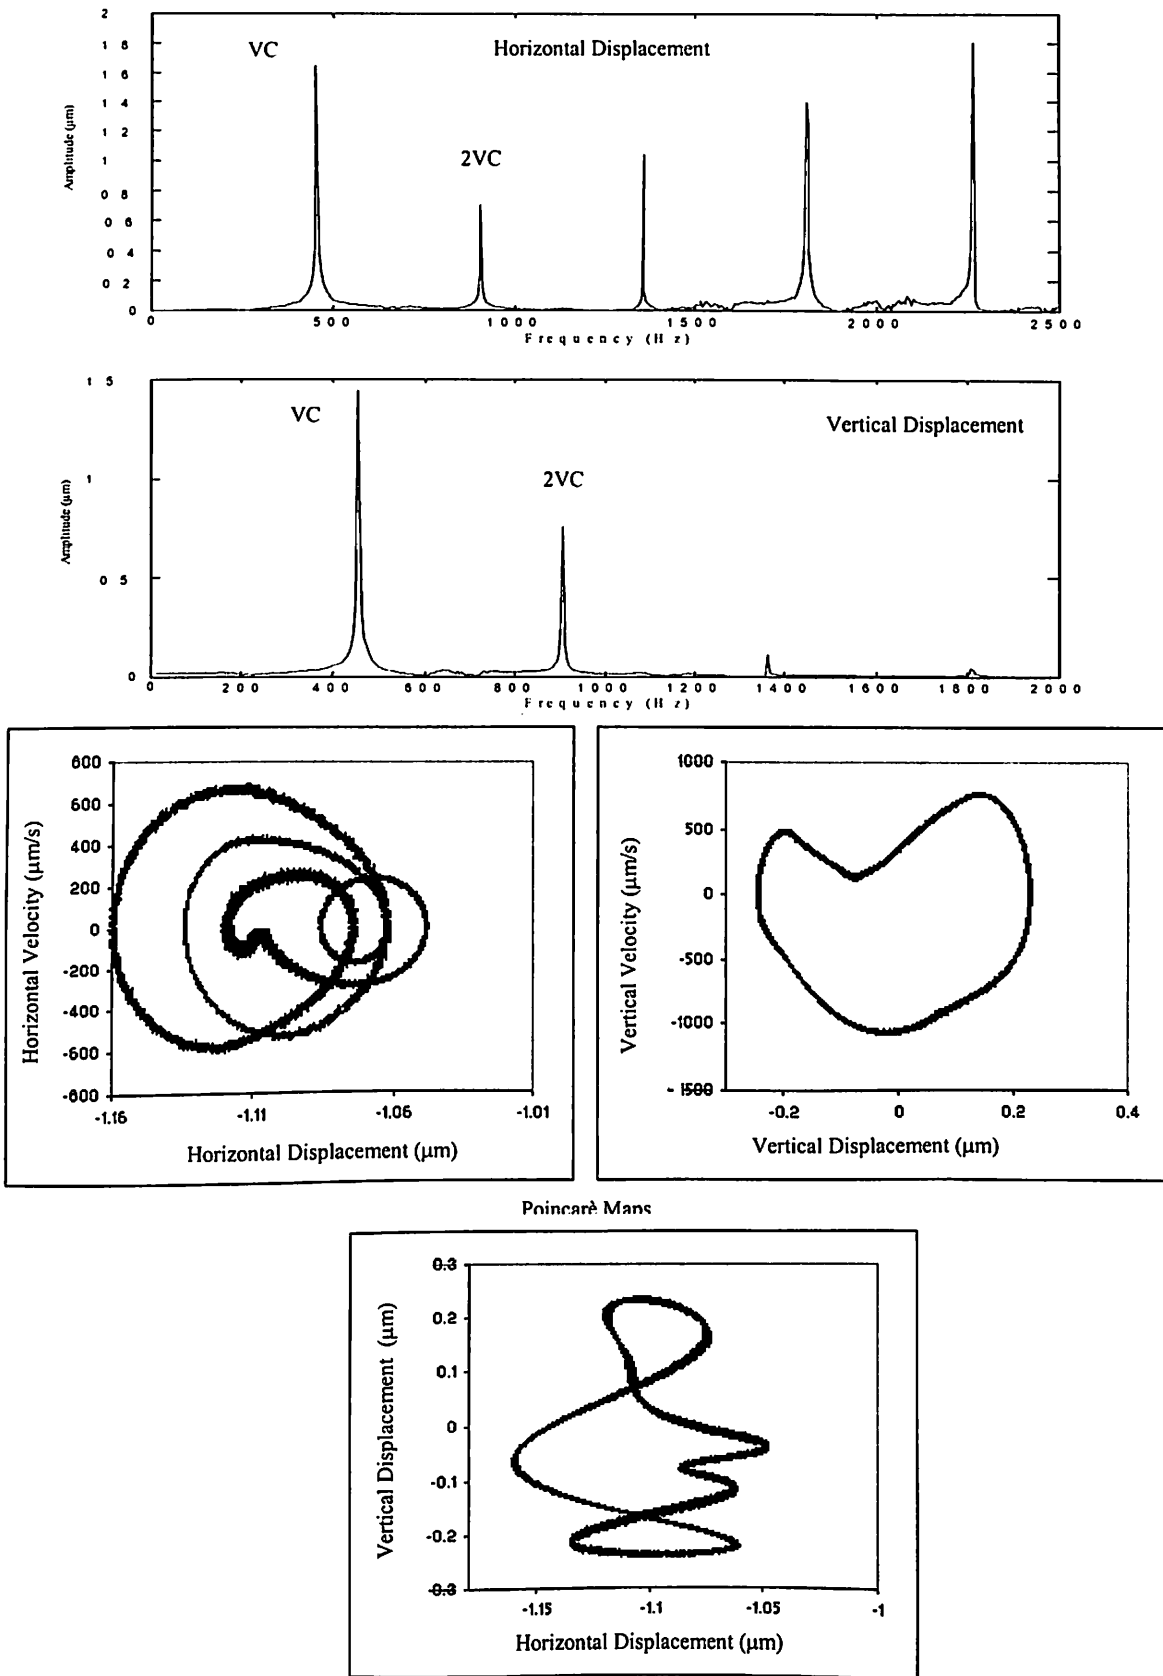 2
VC
Horizontal Displacement
1 8
1 6
1 4
1 2
2VC
1
0 8
0 6
0 4
0 2
0
Amplitude (µm)
0 500 1000 1500 2000 2500
Frequency (Hz)
1 5
VC
Vertical Displacement
2VC
1
0 5
0
Amplitude (µm)
0 200 400 600 800 1000 1200 1400 1600 1800 2000
Frequency (Hz)
600
600
400
200
0
-200
-400
-600
-800
Horizontal Velocity (µm/s)
-1.16 -1.11 -1.06 -1.01
Horizontal Displacement (µm)
1000
500
0
-500
-1000
-1500
Vertical Velocity (µm/s)
-0.2 0 0.2 0.4
Vertical Displacement (µm)
Poincarè Maps
0.3
0.2
0.1
0
-0.1
-0.2
-0.3
Vertical Displacement (µm)
-1.15 -1.1 -1.05 -1
Horizontal Displacement (µm)